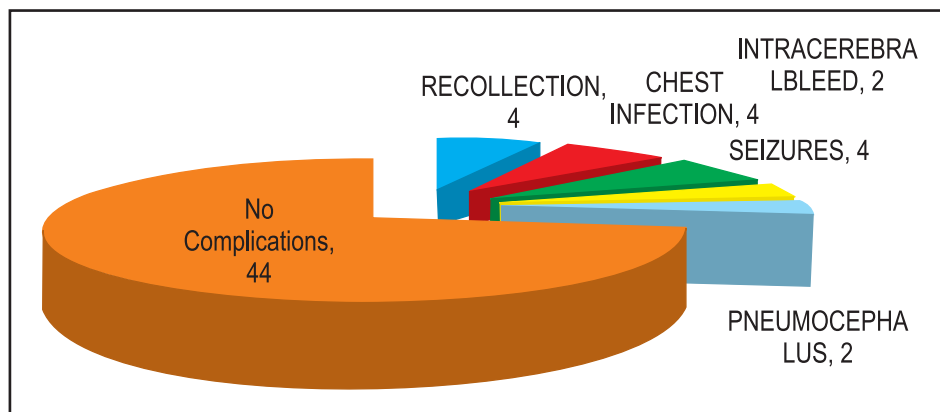 RECOLLECTION,
4
CHEST
INFECTION, 4
INTRACEREBRA
LBLEED, 2
SEIZURES, 4
No
Complications,
44
PNEUMOCEPHA
LUS, 2